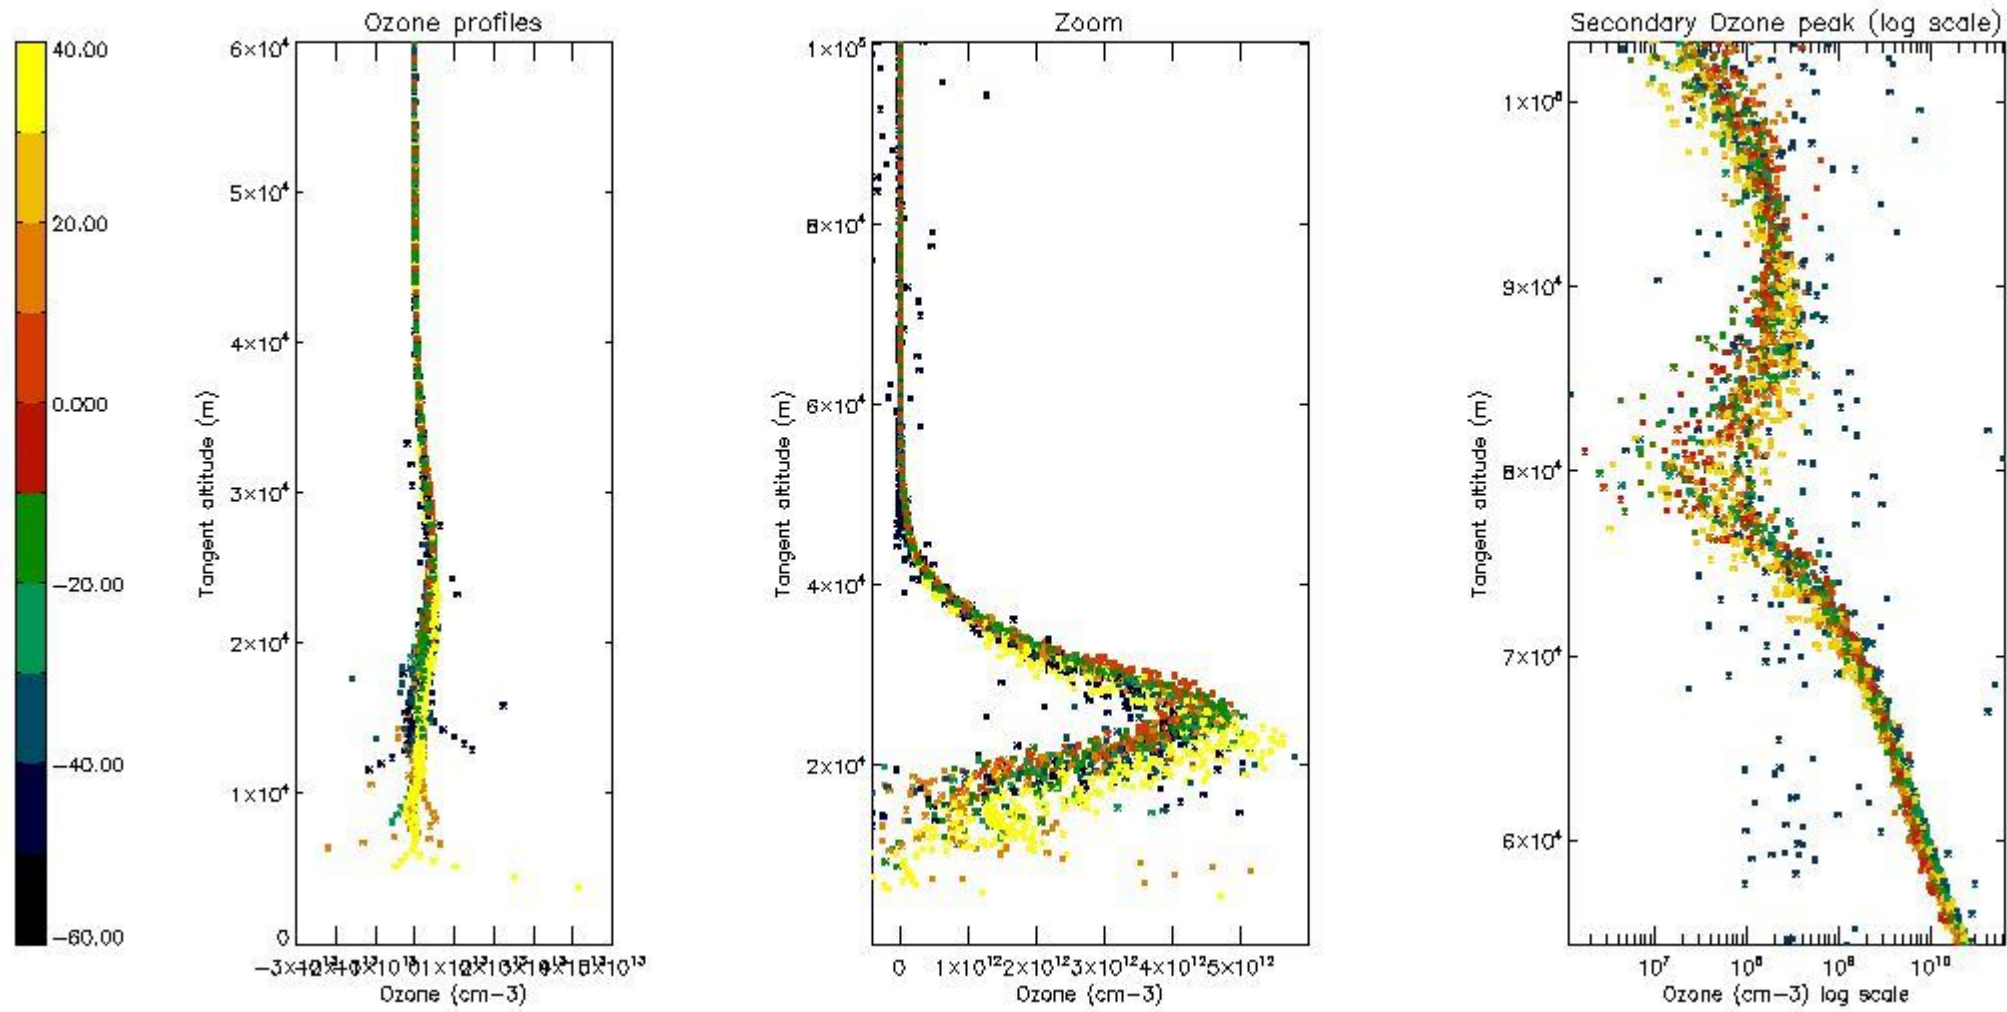 Ozone profiles
Zoom
Secondary Ozone peak (log scale)
40.00
20.00
0.000
−20.00
−40.00
−60.00
6×10⁴
5×10⁴
4×10⁴
3×10⁴
2×10⁴
1×10⁴
0
Tangent altitude (m)
Ozone (cm−3)
1×10⁵
8×10⁴
6×10⁴
4×10⁴
2×10⁴
Tangent altitude (m)
0 1×10¹² 2×10¹² 3×10¹² 4×10¹² 5×10¹²
Ozone (cm−3)
9×10⁴
8×10⁴
7×10⁴
6×10⁴
Tangent altitude (m)
10⁷ 10⁹ 10¹⁰
Ozone (cm−3) log scale